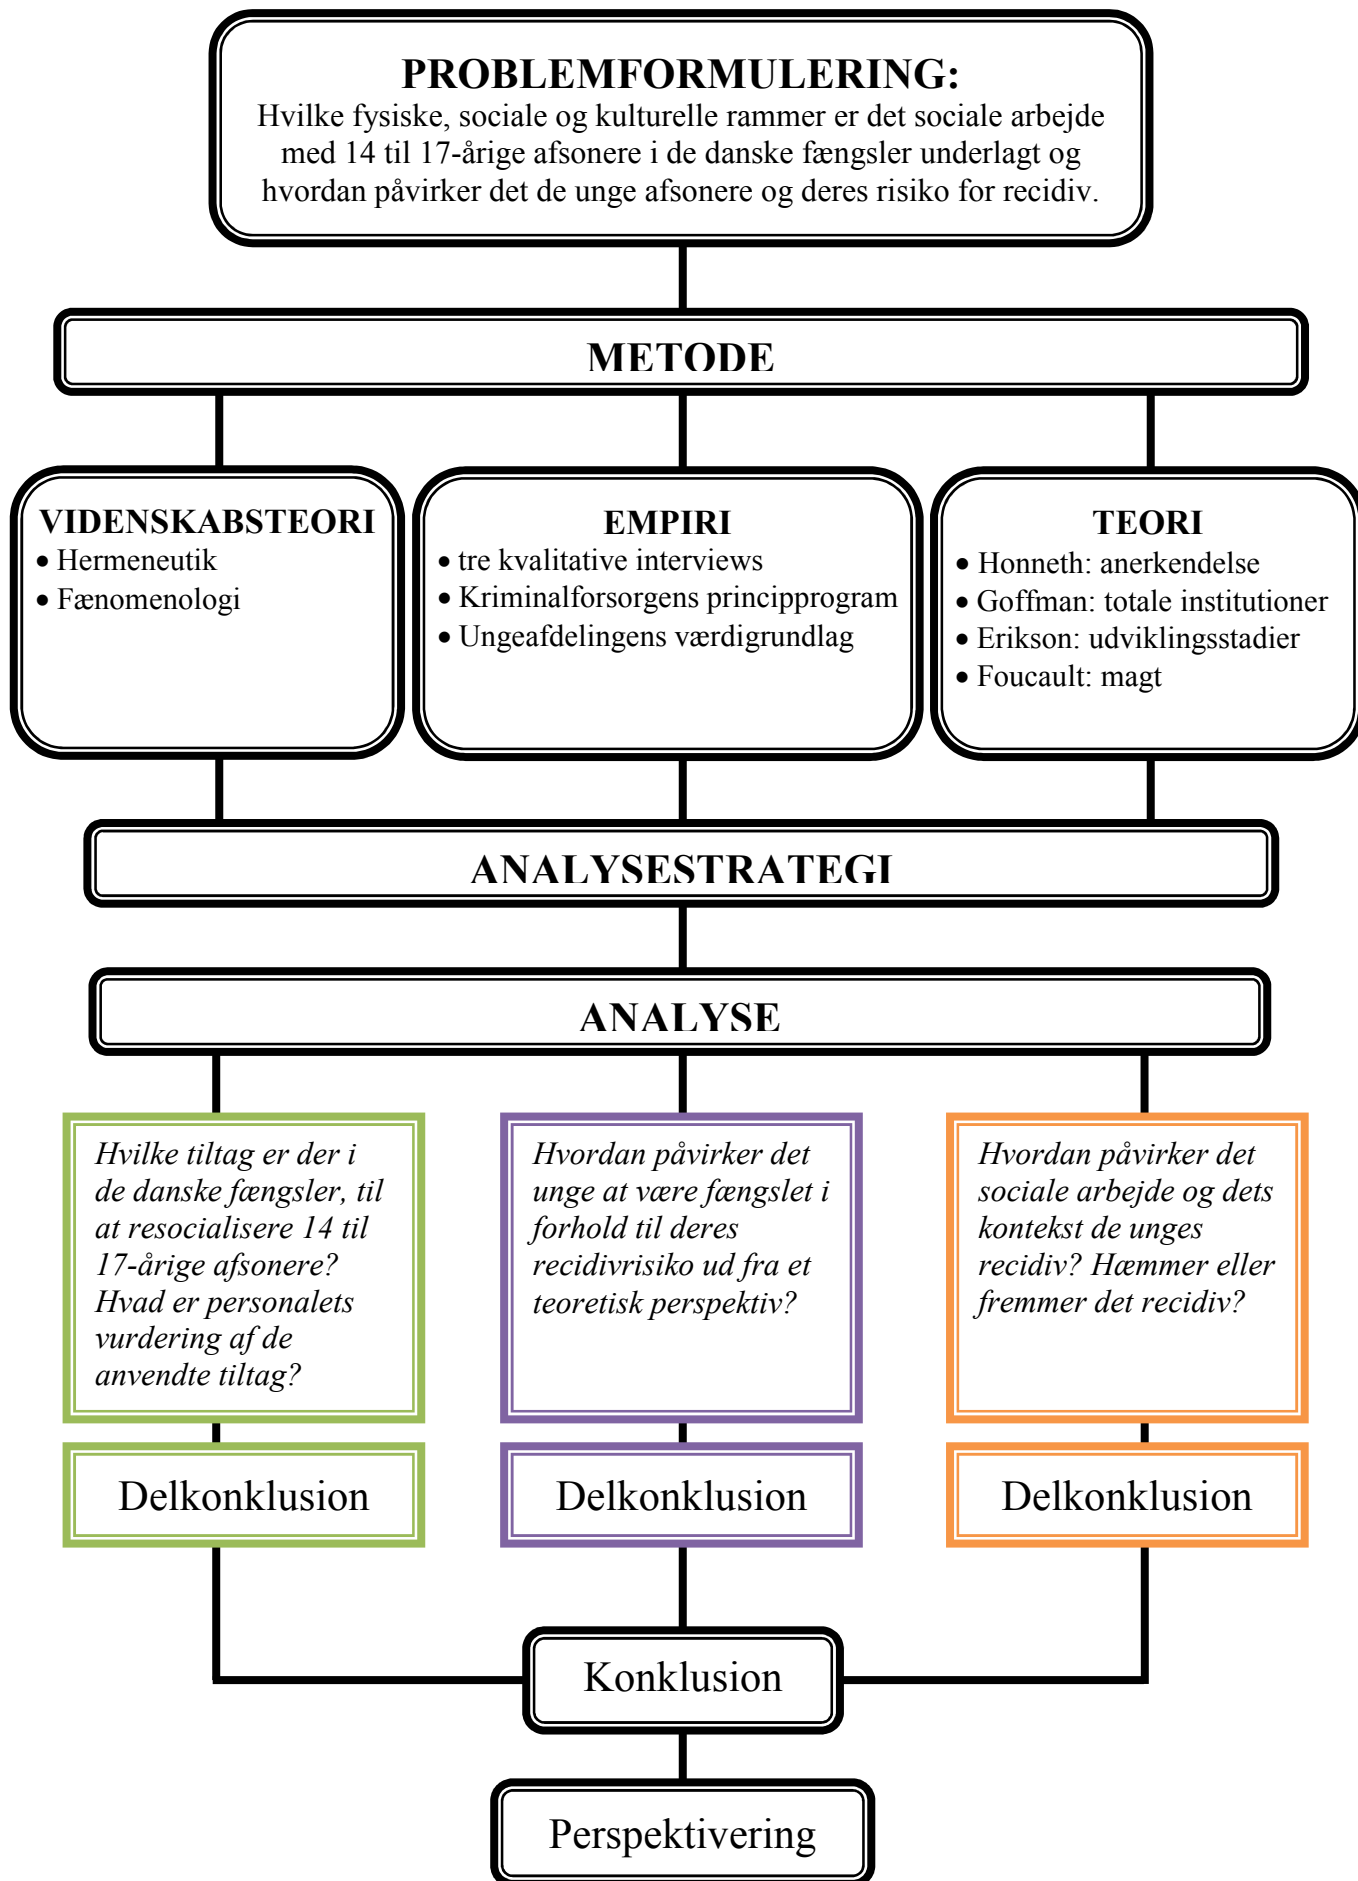 PROBLEMFORMULERING:
Hvilke fysiske, sociale og kulturelle rammer er det sociale arbejde
med 14 til 17-årige afsonere i de danske fængsler underlagt og
hvordan påvirker det de unge afsonere og deres risiko for recidiv.
METODE
VIDENSKABSTEORI
• Hermeneutik
• Fænomenologi
EMPIRI
• tre kvalitative interviews
• Kriminalforsorgens principprogram
• Ungeafdelingens værdigrundlag
TEORI
• Honneth: anerkendelse
• Goffman: totale institutioner
• Erikson: udviklingsstadier
• Foucault: magt
ANALYSESTRATEGI
ANALYSE
Hvilke tiltag er der i
de danske fængsler, til
at resocialisere 14 til
17-årige afsonere?
Hvad er personalets
vurdering af de
anvendte tiltag?
Hvordan påvirker det
unge at være fængslet i
forhold til deres
recidivrisiko ud fra et
teoretisk perspektiv?
Hvordan påvirker det
sociale arbejde og dets
kontekst de unges
recidiv? Hæmmer eller
fremmer det recidiv?
Delkonklusion
Delkonklusion
Delkonklusion
Konklusion
Perspektivering